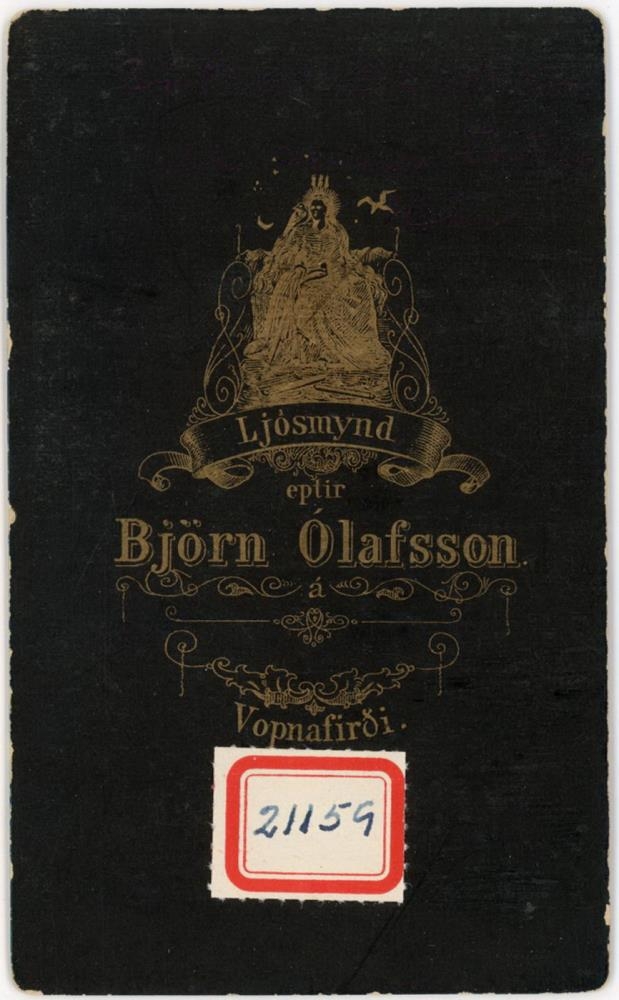 Ljósmynd
eptir
Björn Ólafsson.
á
Vopnafirði.
21159